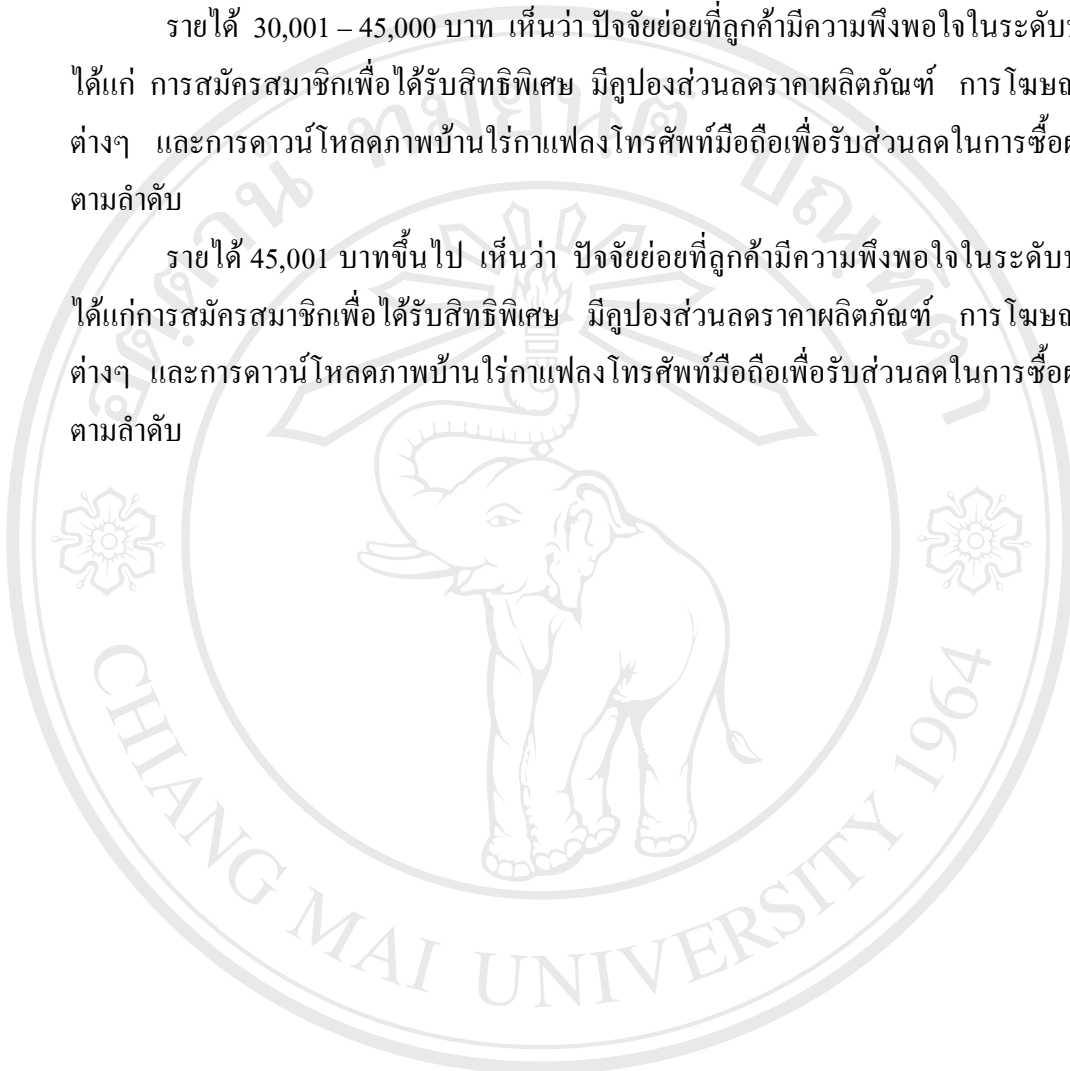 รายได้ 30,001 – 45,000 บาท เห็นว่า ปัจจัยย่อยที่ลูกค้ามีความพึงพอใจในระดับ
ได้แก่ การสมัครสมาชิกเพื่อได้รับสิทธิพิเศษ มีคูปองส่วนลดราคาผลิตภัณฑ์ การโฆษ
ต่างๆ และการดาวน์โหลดภาพบ้านไร่กาแฟลงโทรศัพท์มือถือเพื่อรับส่วนลดในการซื้อ
ตามลำดับ
รายได้ 45,001 บาทขึ้นไป เห็นว่า ปัจจัยย่อยที่ลูกค้ามีความพึงพอใจในระดับ
ได้แก่การสมัครสมาชิกเพื่อได้รับสิทธิพิเศษ มีคูปองส่วนลดราคาผลิตภัณฑ์ การโฆษ
ต่างๆ และการดาวน์โหลดภาพบ้านไร่กาแฟลงโทรศัพท์มือถือเพื่อรับส่วนลดในการซื้อ
ตามลำดับ
CHIANG MAI UNIVERSITY 1964